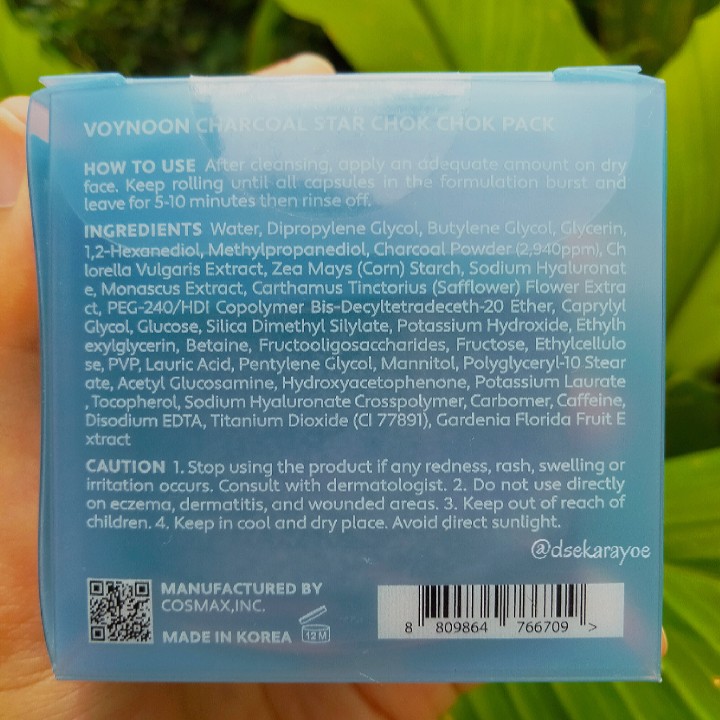 VOYNOON CHARCOAL STAR CHOK CHOK PACK
HOW TO USE After cleansing, apply an adequate amount on dry
face. Keep rolling until all capsules in the formulation burst and
leave for 5-10 minutes then rinse off.
INGREDIENTS Water, Dipropylene Glycol, Butylene Glycol, Glycerin,
1,2-Hexanediol, Methylpropanediol, Charcoal Powder (2,940ppm), Ch
lorella Vulgaris Extract, Zea Mays (Corn) Starch, Sodium Hyaluronat
e, Monascus Extract, Carthamus Tinctorius (Safflower) Flower Extra
ct, PEG-240/HDI Copolymer Bis-Decyltetradeceth-20 Ether, Caprylyl
Glycol, Glucose, Silica Dimethyl Silylate, Potassium Hydroxide, Ethylh
exylglycerin, Betaine, Fructooligosaccharides, Fructose, Ethylcellulo
se, PVP, Lauric Acid, Pentylene Glycol, Mannitol, Polyglyceryl-10 Stear
ate, Acetyl Glucosamine, Hydroxyacetophenone, Potassium Laurate
, Tocopherol, Sodium Hyaluronate Crosspolymer, Carbomer, Caffeine,
Disodium EDTA, Titanium Dioxide (CI 77891), Gardenia Florida Fruit E
xtract
CAUTION 1. Stop using the product if any redness, rash, swelling or
irritation occurs. Consult with dermatologist. 2. Do not use directly
on eczema, dermatitis, and wounded areas. 3. Keep out of reach of
children. 4. Keep in cool and dry place. Avoid direct sunlight.
@dsekarayoe
MANUFACTURED BY
COSMAX,INC.
MADE IN KOREA 12M
8 809864 766709 >